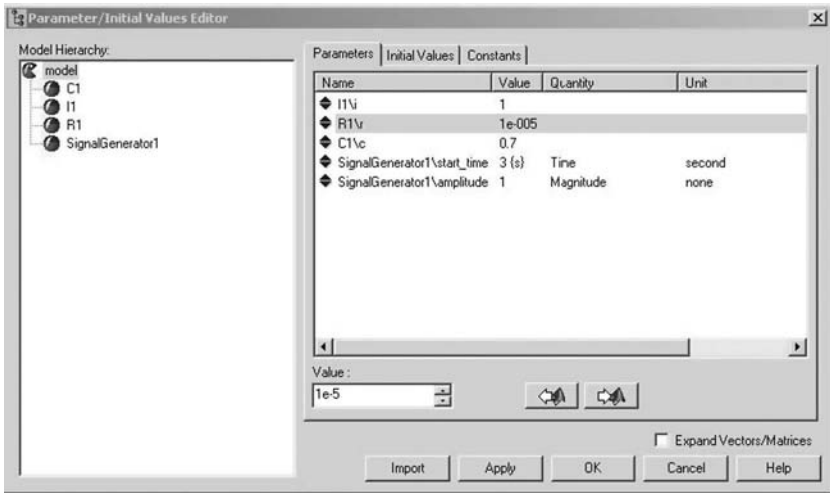 Parameter/Initial Values Editor
Model Hierarchy:
model
C1
I1
R1
SignalGenerator1
Parameters Initial Values Constants
Name Value Quantity Unit
I1\i 1
R1\r 1e-005
C1\c 0.7
SignalGenerator1\start_time 3 {s} Time second
SignalGenerator1\amplitude 1 Magnitude none
Value :
1e-5
Expand Vectors/Matrices
Import Apply OK Cancel Help